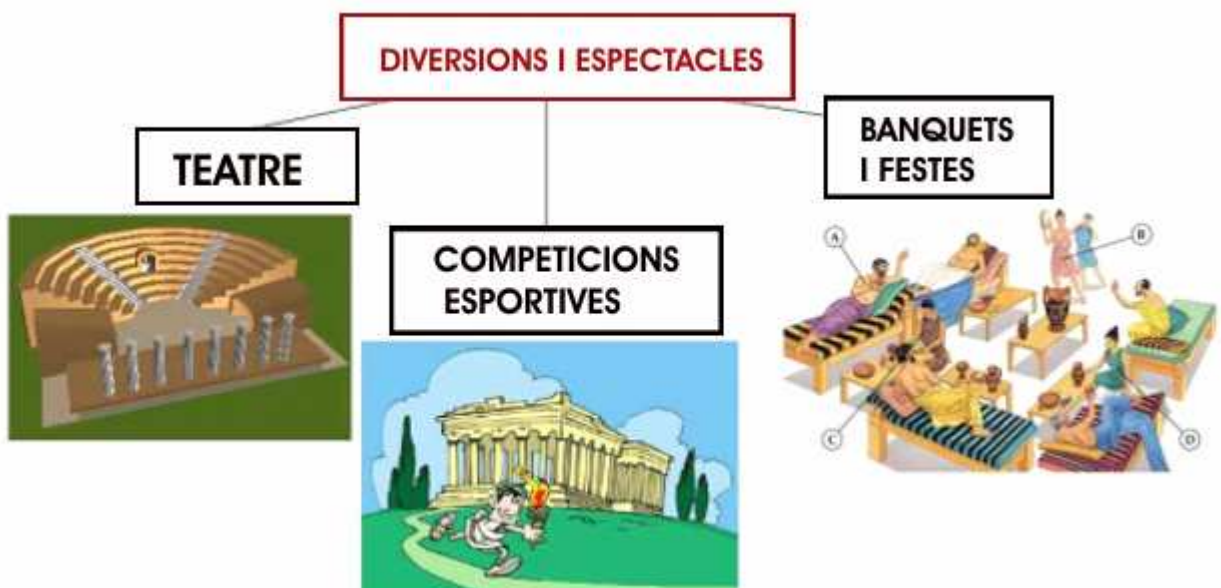 DIVERSIONS I ESPECTACLES
TEATRE
BANQUETS
I FESTES
COMPETICIONS
ESPORTIVES
A
B
C
D